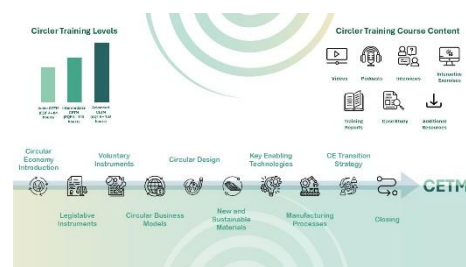 Circler Training Levels
Circler Training Course Content
Videos
Podcasts
Interviews
Interactive
Exercises
Training
Reports
Case Study
Additional
Resources
Circular
Economy
Introduction
Voluntary
Instruments
Circular Design
Key Enabling
Technologies
CE Transition
Strategy
CETM
Legislative
Instruments
Circular Business
Models
New and
Sustainable
Materials
Manufacturing
Processes
Closing